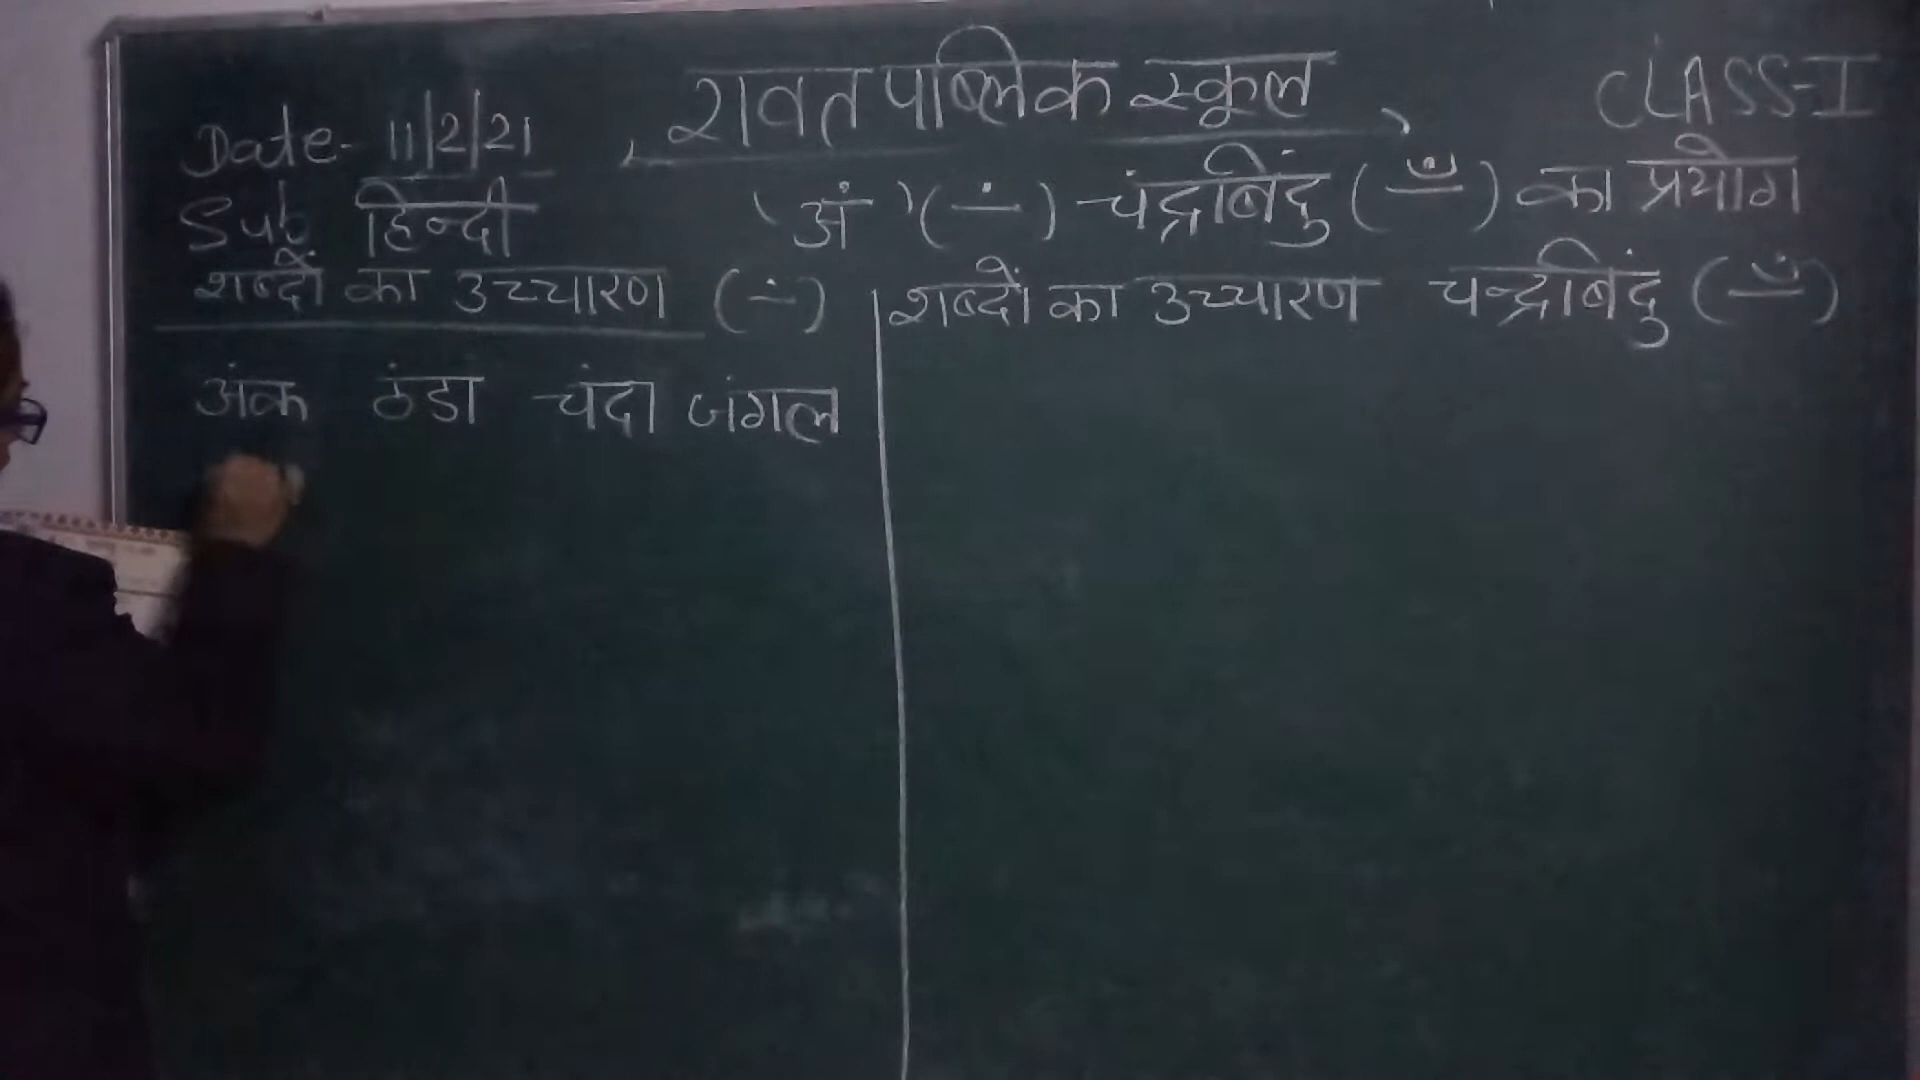 रावत पब्लिक स्कूल
CLASS-I
Date- 11/2/21
Sub हिन्दी
'अं' (ं) चंद्रबिंदु (ँ) का प्रयोग
शब्दों का उच्चारण (ं)
अंक ठंडा चंदा जंगल
शब्दों का उच्चारण चन्द्रबिंदु (ँ)